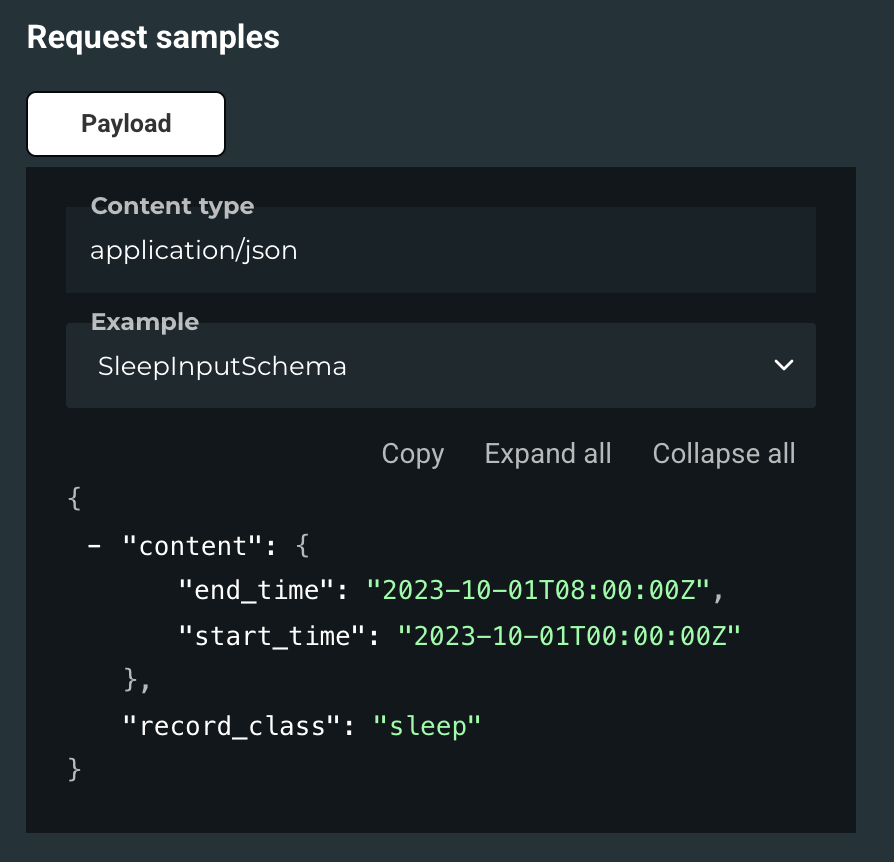 Request samples
Payload
Content type
application/json
Example
SleepInputSchema
Copy Expand all Collapse all
{
- "content": {
"end_time": "2023-10-01T08:00:00Z",
"start_time": "2023-10-01T00:00:00Z"
},
"record_class": "sleep"
}